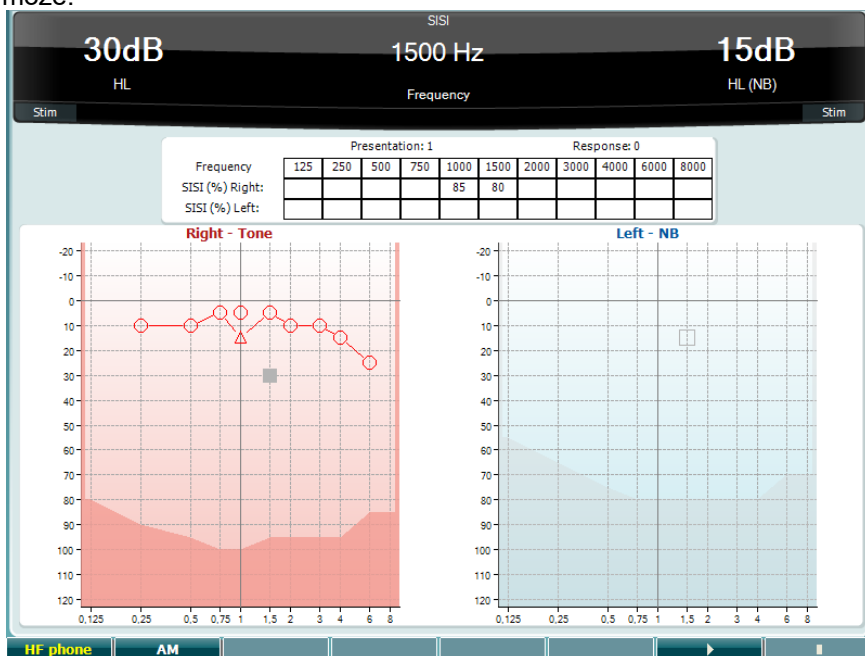 može.
SISI
30dB 1500 Hz 15dB
HL Frequency HL (NB)
Stim Stim
Presentation: 1 Response: 0
Frequency 125 250 500 750 1000 1500 2000 3000 4000 6000 8000
SISI (%) Right: 85 80
SISI (%) Left:
Right - Tone Left - NB
-20 -20
-10 -10
0 0
10 10
20 20
30 30
40 40
50 50
60 60
70 70
80 80
90 90
100 100
110 110
120 120
0,125 0,25 0,5 0,75 1 1,5 2 3 4 6 8 0,125 0,25 0,5 0,75 1 1,5 2 3 4 6 8
HF phone AM